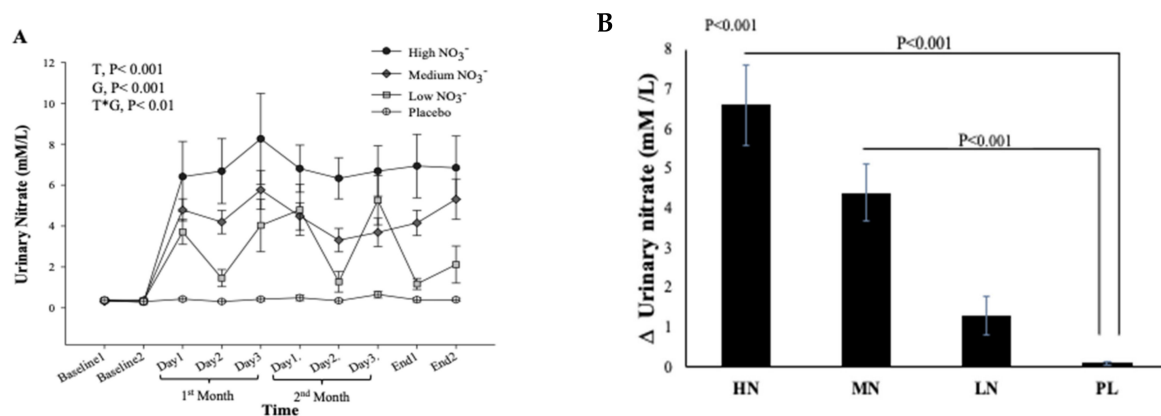 A
High NO₃⁻
Medium NO₃⁻
Low NO₃⁻
Placebo
T, P< 0.001
G, P< 0.001
T*G, P< 0.01
Urinary Nitrate (mM/L)
12
10
8
6
4
2
0
Baseline1
Baseline2
Day1
Day2
Day3
Day1.
Day2.
Day3.
End1
End2
1st Month
2nd Month
Time
B
P<0.001
P<0.001
P<0.001
Δ Urinary nitrate (mM /L)
8
7
6
5
4
3
2
1
0
HN
MN
LN
PL